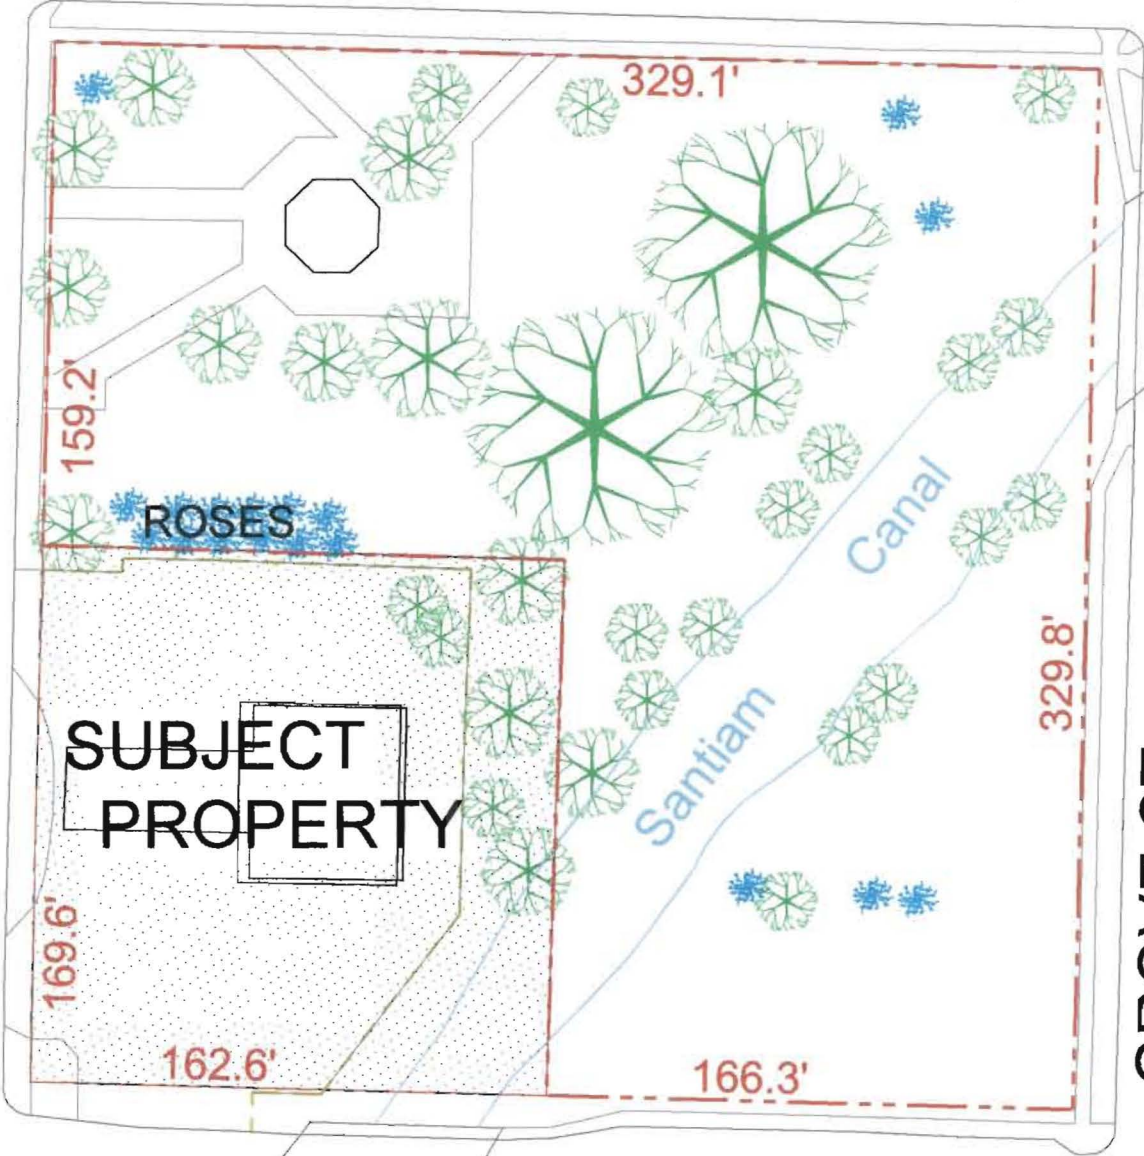 329.1'
159.2'
ROSES
Canal
329.8'
SUBJECT
PROPERTY
Santiam
169.6'
162.6'
166.3'